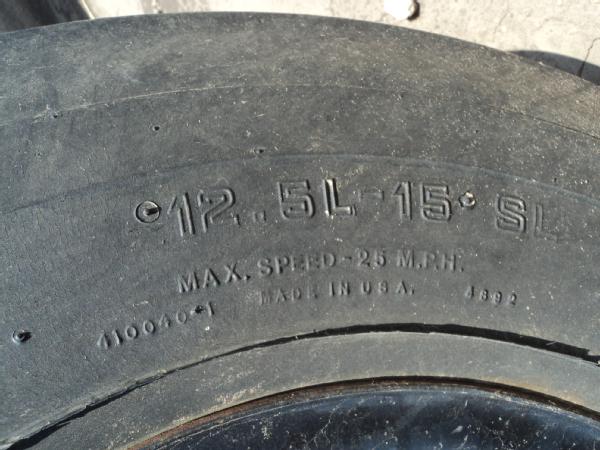 12.5L-15 SL
MAX. SPEED-25 M.P.H.
410040-1 MADE IN U.S.A. 4892